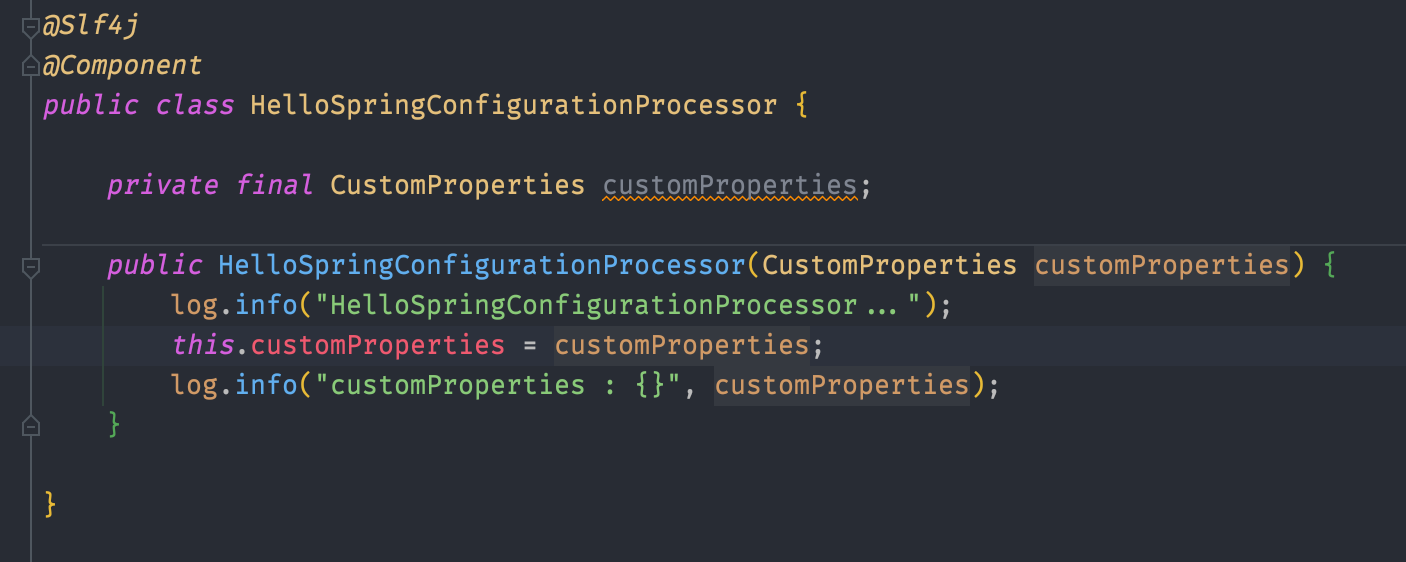 @Slf4j
@Component
public class HelloSpringConfigurationProcessor {
private final CustomProperties customProperties;
public HelloSpringConfigurationProcessor(CustomProperties customProperties) {
log.info("HelloSpringConfigurationProcessor...");
this.customProperties = customProperties;
log.info("customProperties : {}", customProperties);
}
}